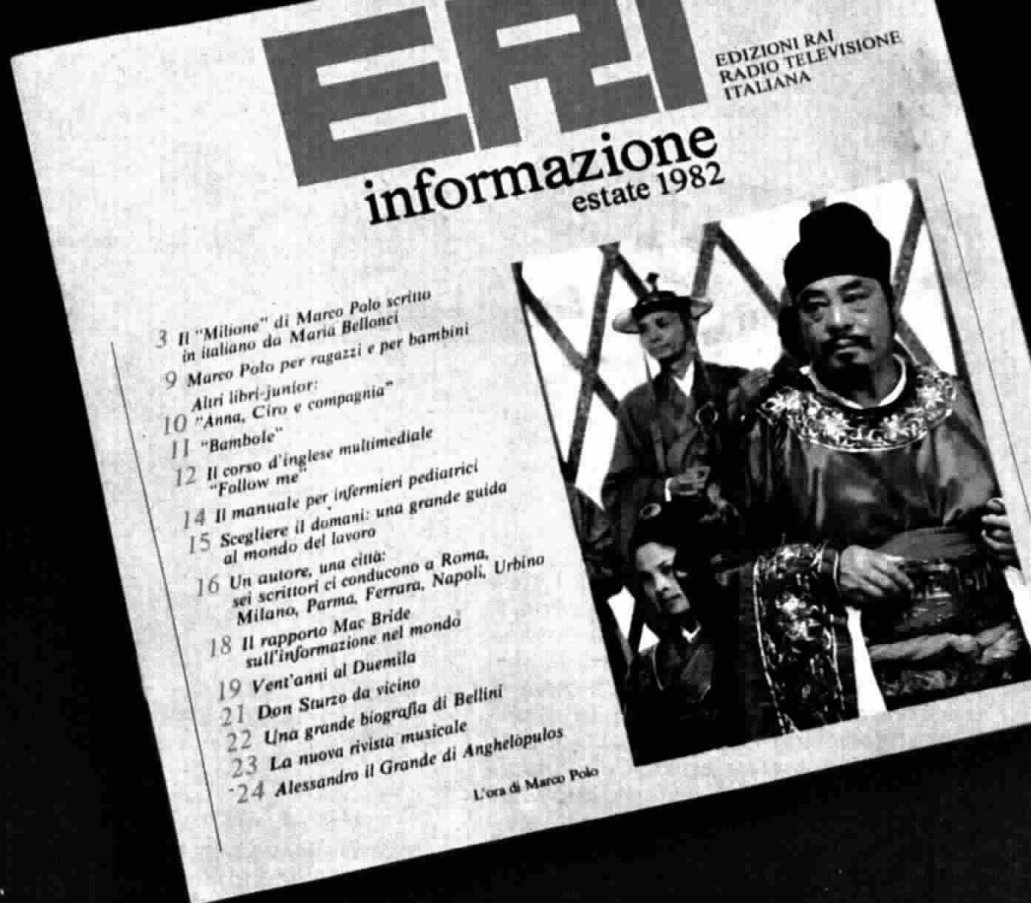 ERI
EDIZIONI RAI
RADIO TELEVISIONE
ITALIANA
informazione
estate 1982
3 Il "Milione" di Marco Polo scritto
in italiano da Maria Bellonci
9 Marco Polo per ragazzi e per bambini
Altri libri-junior:
10 "Anna, Ciro e compagnia"
11 "Bambole"
12 Il corso d'inglese multimediale
"Follow me"
14 Il manuale per infermieri pediatrici
15 Scegliere il domani: una grande guida
al mondo del lavoro
16 Un autore, una città:
sei scrittori ci conducono a Roma,
Milano, Parma, Ferrara, Napoli, Urbino
18 Il rapporto Mac Bride
sull'informazione nel mondo
19 Vent'anni al Duemila
21 Don Sturzo da vicino
22 Una grande biografia di Bellini
23 La nuova rivista musicale
24 Alessandro il Grande di Anghelopulos
L'ora di Marco Polo